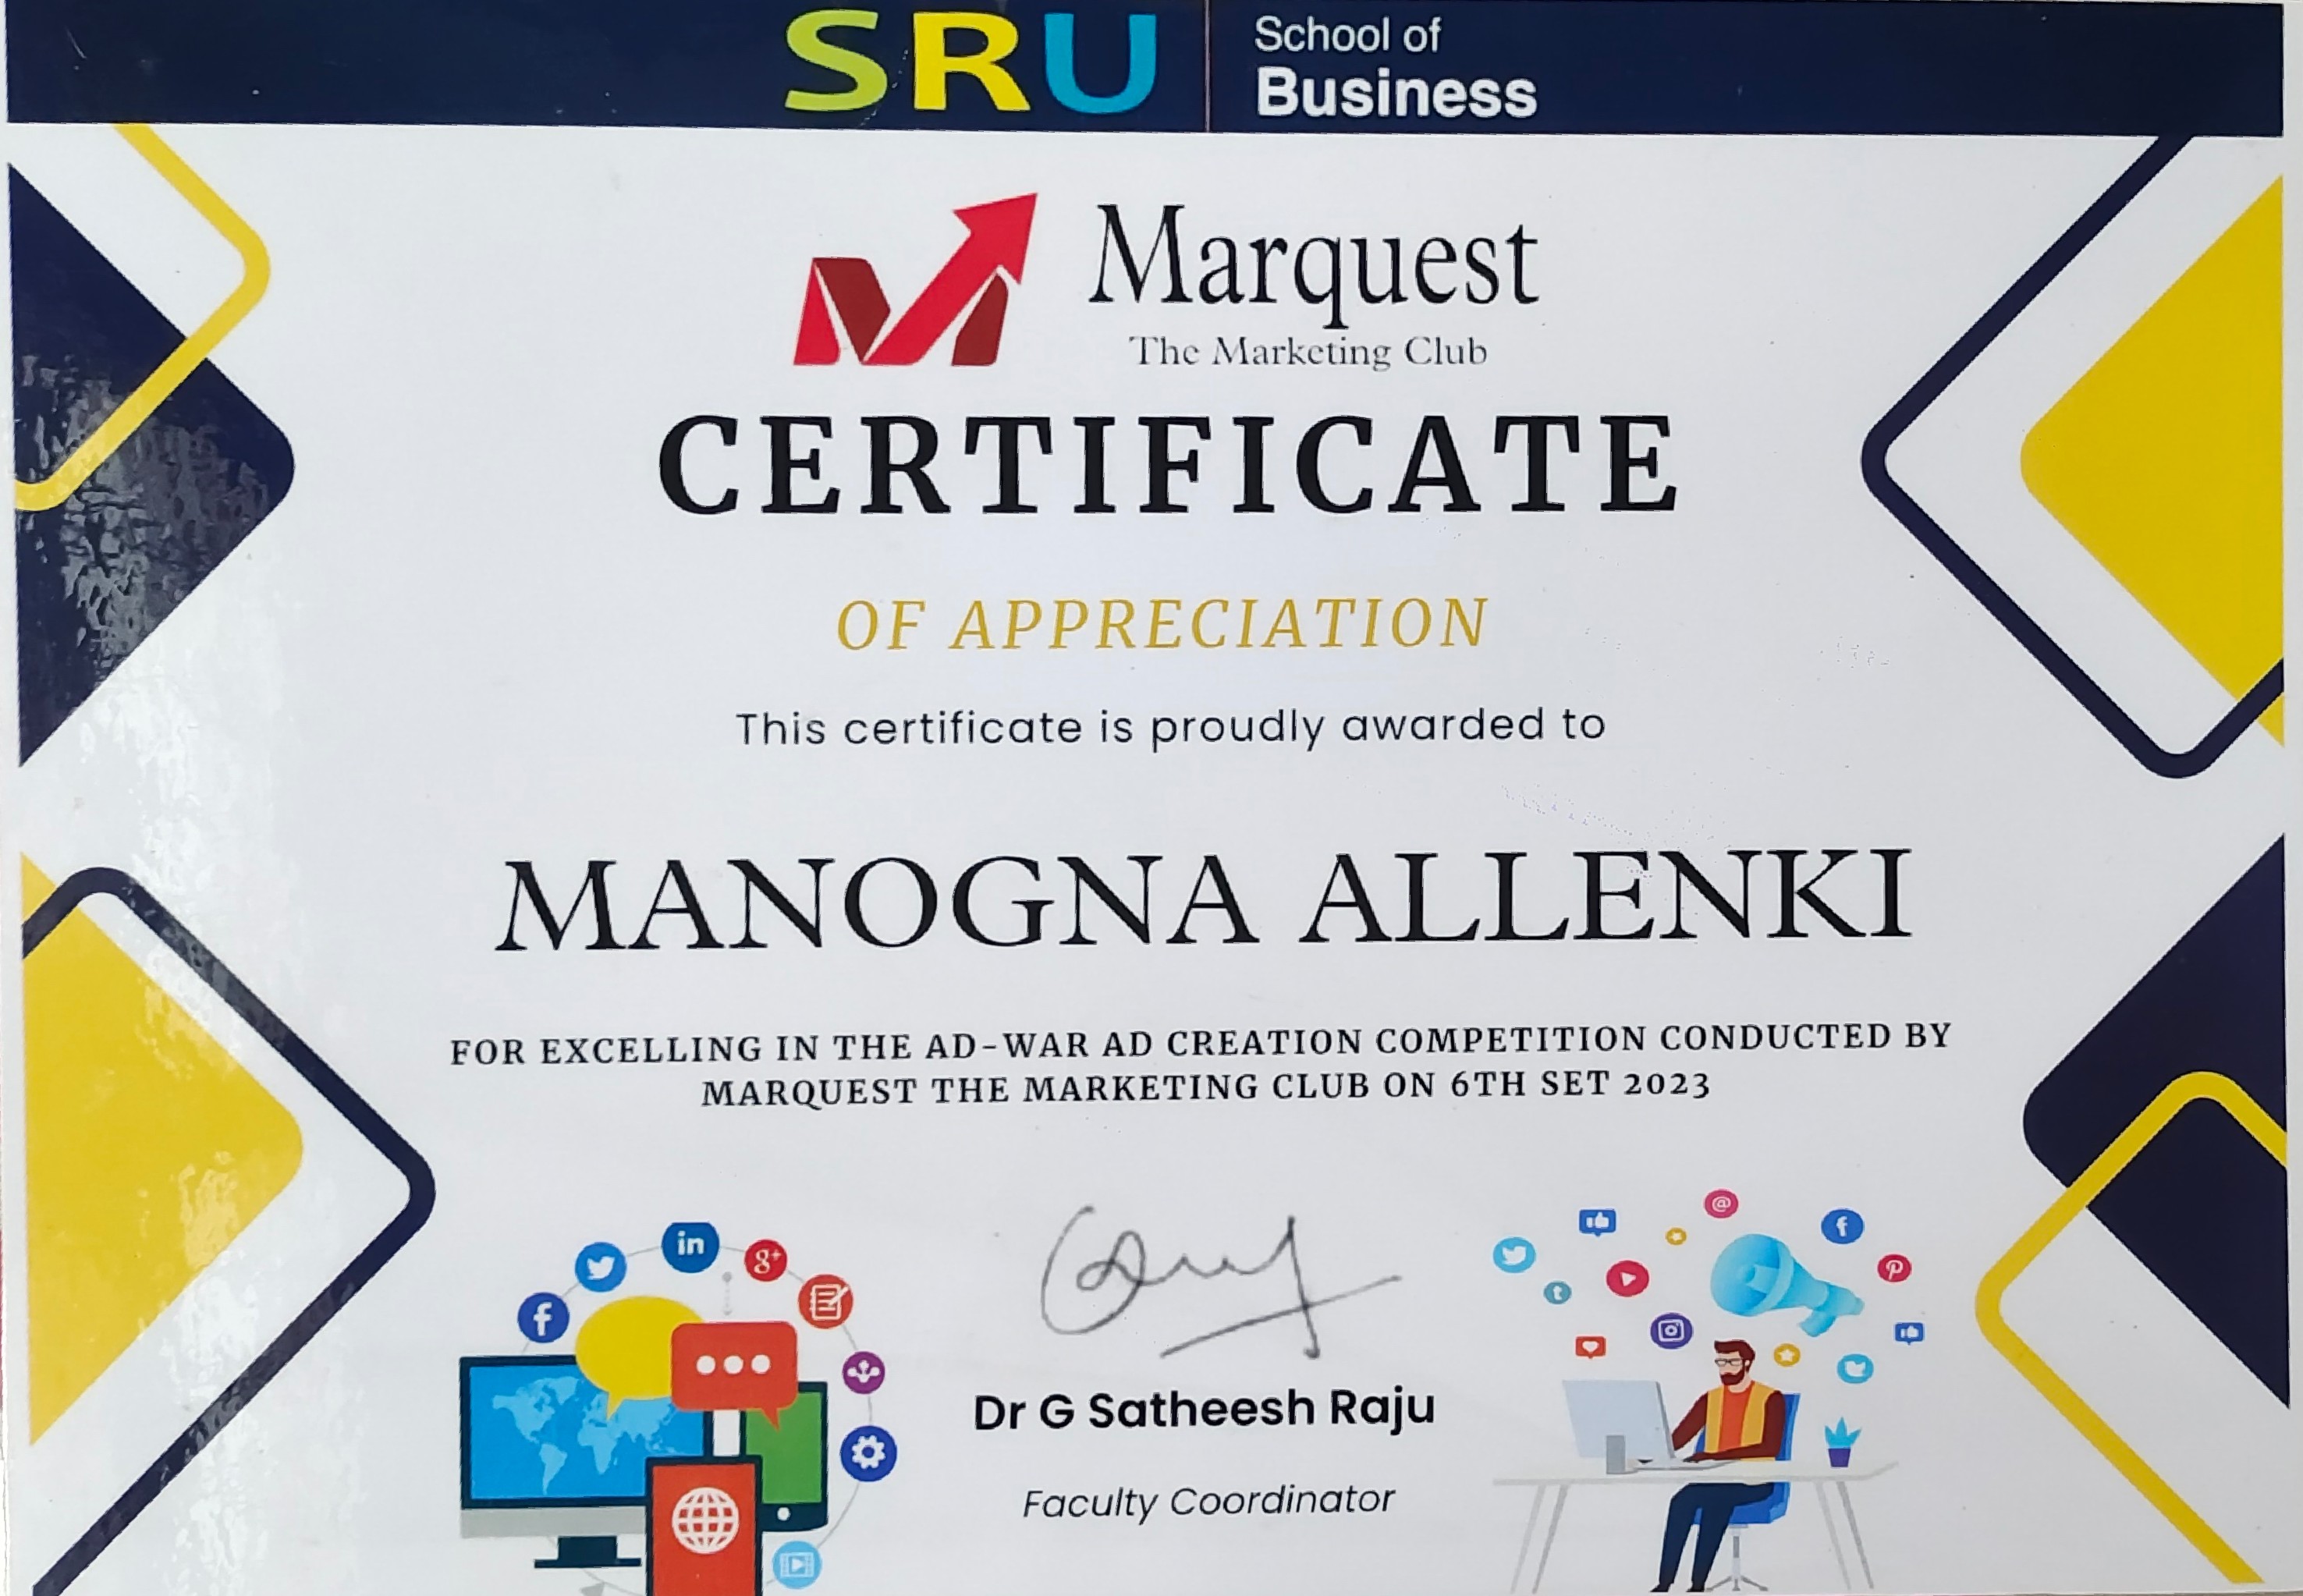 SRU
School of
Business
Marquest
The Marketing Club
CERTIFICATE
OF APPRECIATION
This certificate is proudly awarded to
MANOGNA ALLENKI
FOR EXCELLING IN THE AD-WAR AD CREATION COMPETITION CONDUCTED BY
MARQUEST THE MARKETING CLUB ON 6TH SET 2023
Dr G Satheesh Raju
Faculty Coordinator